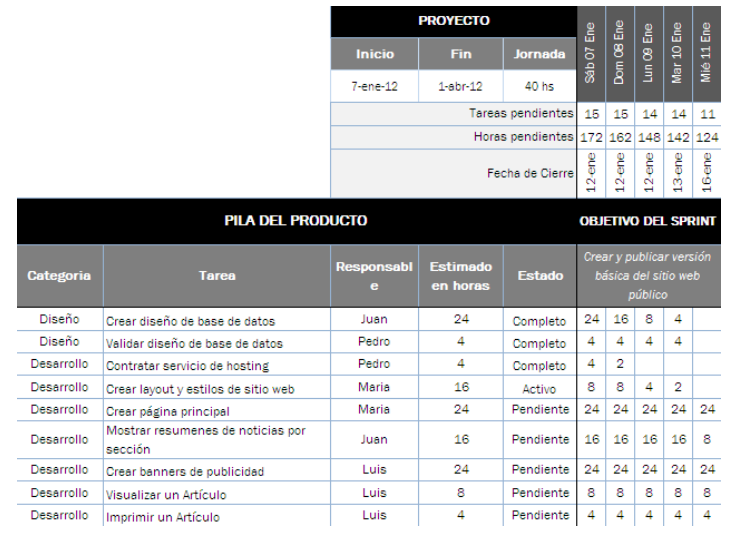 PROYECTO
Sáb 07 Ene
Dom 08 Ene
Lun 09 Ene
Mar 10 Ene
Mié 11 Ene
Inicio Fin Jornada
7-ene-12 1-abr-12 40 hs
Tareas pendientes 15 15 14 14 11
Horas pendientes 172 162 148 142 124
Fecha de Cierre 12-ene 12-ene 12-ene 13-ene 16-ene
PILA DEL PRODUCTO OBJETIVO DEL SPRINT
Categoria Tarea Responsabl
e Estimado
en horas Estado Crear y publicar versión
básica del sitio web
público
Diseño Crear diseño de base de datos Juan 24 Completo 24 16 8 4
Diseño Validar diseño de base de datos Pedro 4 Completo 4 4 4 4
Desarrollo Contratar servicio de hosting Pedro 4 Completo 4 2
Desarrollo Crear layout y estilos de sitio web Maria 16 Activo 8 8 4 2
Desarrollo Crear página principal Maria 24 Pendiente 24 24 24 24 24
Desarrollo Mostrar resumenes de noticias por
sección Juan 16 Pendiente 16 16 16 16 8
Desarrollo Crear banners de publicidad Luis 24 Pendiente 24 24 24 24 24
Desarrollo Visualizar un Artículo Luis 8 Pendiente 8 8 8 8 8
Desarrollo Imprimir un Artículo Luis 4 Pendiente 4 4 4 4 4